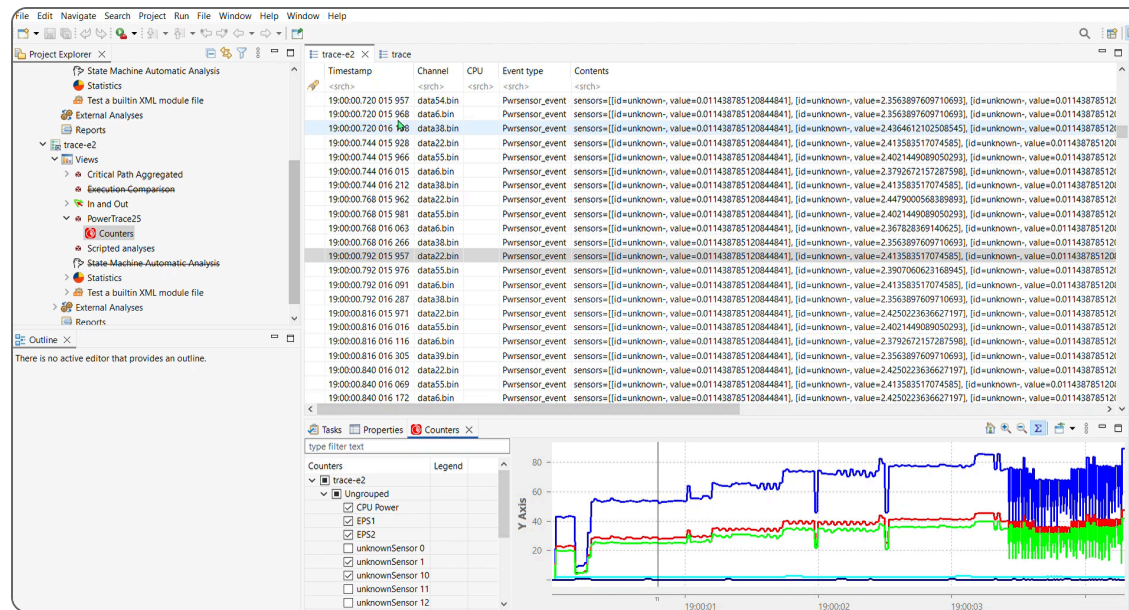 File Edit Navigate Search Project Run File Window Help Window Help
Project Explorer
State Machine Automatic Analysis
Statistics
Test a builtin XML module file
External Analyses
Reports
trace-e2
Views
Critical Path Aggregated
Execution Comparison
In and Out
PowerTrace25
Counters
Scripted analyses
State Machine Automatic Analysis
Statistics
Test a builtin XML module file
External Analyses
Reports
Outline
There is no active editor that provides an outline.
trace-e2 trace
Timestamp Channel CPU Event type Contents
<srch> <srch> <srch> <srch> <srch>
19:00:00.720 015 957 data54.bin Pwrsensor_event sensors=[[id=unknown-, value=0.011438785120844841], [id=unknown-, value=2.3563897609710693], [id=unknown-, value=0.01143878512
19:00:00.720 015 968 data6.bin Pwrsensor_event sensors=[[id=unknown-, value=0.011438785120844841], [id=unknown-, value=2.3563897609710693], [id=unknown-, value=0.01143878512
19:00:00.720 016 data38.bin Pwrsensor_event sensors=[[id=unknown-, value=0.011438785120844841], [id=unknown-, value=2.4364612102508545], [id=unknown-, value=0.01143878512
19:00:00.744 015 928 data22.bin Pwrsensor_event sensors=[[id=unknown-, value=0.011438785120844841], [id=unknown-, value=2.413583517074585], [id=unknown-, value=0.011438785120
19:00:00.744 015 966 data55.bin Pwrsensor_event sensors=[[id=unknown-, value=0.011438785120844841], [id=unknown-, value=2.4021449089050293], [id=unknown-, value=0.01143878512
19:00:00.744 016 015 data6.bin Pwrsensor_event sensors=[[id=unknown-, value=0.011438785120844841], [id=unknown-, value=2.3792672157287598], [id=unknown-, value=0.01143878512
19:00:00.744 016 212 data38.bin Pwrsensor_event sensors=[[id=unknown-, value=0.011438785120844841], [id=unknown-, value=2.413583517074585], [id=unknown-, value=0.011438785120
19:00:00.768 015 962 data22.bin Pwrsensor_event sensors=[[id=unknown-, value=0.011438785120844841], [id=unknown-, value=2.4479000568389893], [id=unknown-, value=0.01143878512
19:00:00.768 015 981 data55.bin Pwrsensor_event sensors=[[id=unknown-, value=0.011438785120844841], [id=unknown-, value=2.4021449089050293], [id=unknown-, value=0.01143878512
19:00:00.768 016 063 data6.bin Pwrsensor_event sensors=[[id=unknown-, value=0.011438785120844841], [id=unknown-, value=2.367828369140625], [id=unknown-, value=0.011438785120
19:00:00.768 016 266 data38.bin Pwrsensor_event sensors=[[id=unknown-, value=0.011438785120844841], [id=unknown-, value=2.3563897609710693], [id=unknown-, value=0.01143878512
19:00:00.792 015 957 data22.bin Pwrsensor_event sensors=[[id=unknown-, value=0.011438785120844841], [id=unknown-, value=2.413583517074585], [id=unknown-, value=0.011438785120
19:00:00.792 015 976 data55.bin Pwrsensor_event sensors=[[id=unknown-, value=0.011438785120844841], [id=unknown-, value=2.3907060623168945], [id=unknown-, value=0.01143878512
19:00:00.792 016 091 data6.bin Pwrsensor_event sensors=[[id=unknown-, value=0.011438785120844841], [id=unknown-, value=2.413583517074585], [id=unknown-, value=0.011438785120
19:00:00.792 016 287 data38.bin Pwrsensor_event sensors=[[id=unknown-, value=0.011438785120844841], [id=unknown-, value=2.3563897609710693], [id=unknown-, value=0.01143878512
19:00:00.816 015 971 data22.bin Pwrsensor_event sensors=[[id=unknown-, value=0.011438785120844841], [id=unknown-, value=2.4250223636627197], [id=unknown-, value=0.01143878512
19:00:00.816 016 016 data55.bin Pwrsensor_event sensors=[[id=unknown-, value=0.011438785120844841], [id=unknown-, value=2.4021449089050293], [id=unknown-, value=0.01143878512
19:00:00.816 016 116 data6.bin Pwrsensor_event sensors=[[id=unknown-, value=0.011438785120844841], [id=unknown-, value=2.3792672157287598], [id=unknown-, value=0.01143878512
19:00:00.816 016 305 data39.bin Pwrsensor_event sensors=[[id=unknown-, value=0.011438785120844841], [id=unknown-, value=2.3563897609710693], [id=unknown-, value=0.01143878512
19:00:00.840 016 012 data22.bin Pwrsensor_event sensors=[[id=unknown-, value=0.011438785120844841], [id=unknown-, value=2.4250223636627197], [id=unknown-, value=0.01143878512
19:00:00.840 016 069 data55.bin Pwrsensor_event sensors=[[id=unknown-, value=0.011438785120844841], [id=unknown-, value=2.413583517074585], [id=unknown-, value=0.011438785120
19:00:00.840 016 172 data6.bin Pwrsensor_event sensors=[[id=unknown-, value=0.011438785120844841], [id=unknown-, value=2.4250223636627197], [id=unknown-, value=0.01143878512
Tasks Properties Counters
type filter text
Counters Legend
trace-e2
Ungrouped
CPU Power
EPS1
EPS2
unknownSensor 0
unknownSensor 1
unknownSensor 10
unknownSensor 11
unknownSensor 12
Y Axis
80
60
40
20
19:00:01 19:00:02 19:00:03